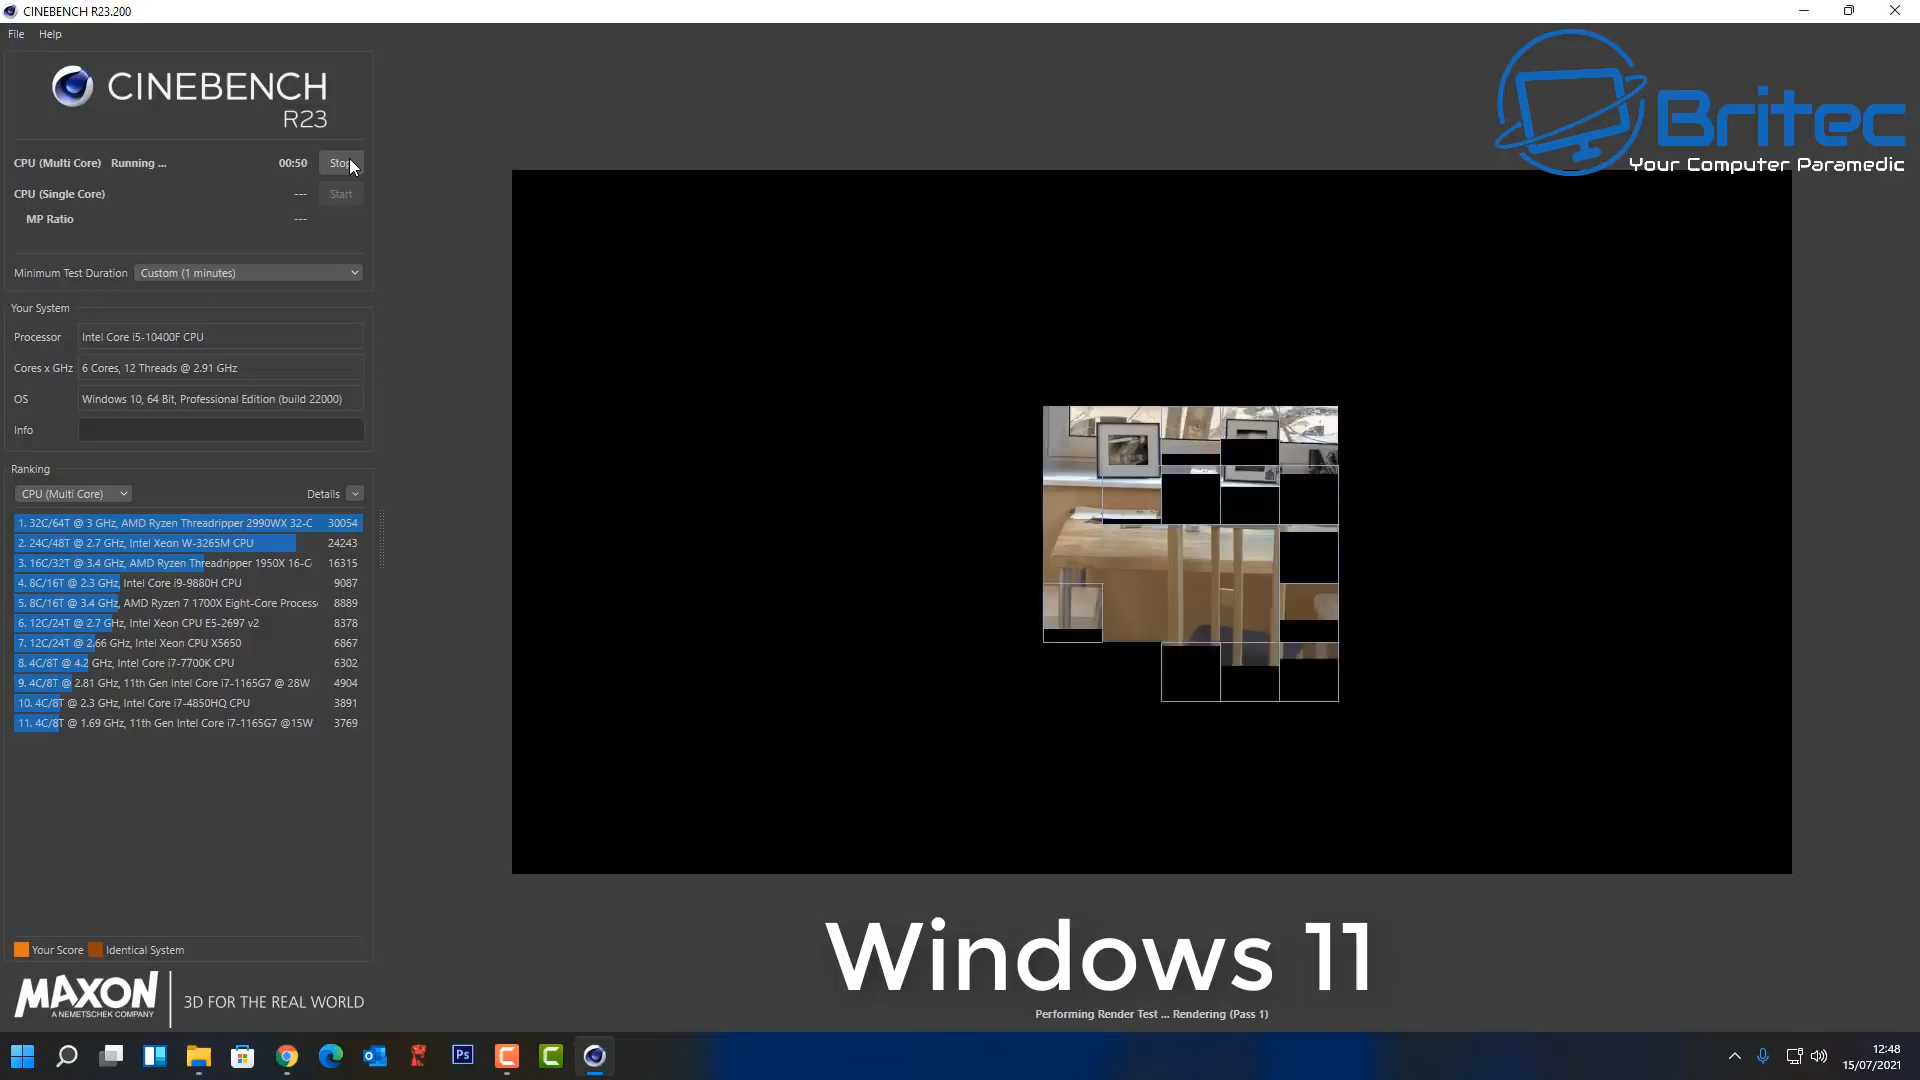 CINEBENCH R23.200
File Help
CINEBENCH
R23
CPU (Multi Core) Running ... 00:50 Stop
CPU (Single Core) --- Start
MP Ratio ---
Minimum Test Duration Custom (1 minutes)
Your System
Processor Intel Core i5-10400F CPU
Cores x GHz 6 Cores, 12 Threads @ 2.91 GHz
OS Windows 10, 64 Bit, Professional Edition (build 22000)
Info
Ranking
CPU (Multi Core) Details
1. 32C/64T @ 3 GHz, AMD Ryzen Threadripper 2990WX 32-C 30054
2. 24C/48T @ 2.7 GHz, Intel Xeon W-3265M CPU 24243
3. 16C/32T @ 3.4 GHz, AMD Ryzen Threadripper 1950X 16-C 16315
4. 8C/16T @ 2.3 GHz, Intel Core i9-9880H CPU 9087
5. 8C/16T @ 3.4 GHz, AMD Ryzen 7 1700X Eight-Core Process 8889
6. 12C/24T @ 2.7 GHz, Intel Xeon CPU E5-2697 v2 8378
7. 12C/24T @ 2.66 GHz, Intel Xeon CPU X5650 6867
8. 4C/8T @ 4.2 GHz, Intel Core i7-7700K CPU 6302
9. 4C/8T @ 2.81 GHz, 11th Gen Intel Core i7-1165G7 @ 28W 4904
10. 4C/8T @ 2.3 GHz, Intel Core i7-4850HQ CPU 3891
11. 4C/8T @ 1.69 GHz, 11th Gen Intel Core i7-1165G7 @15W 3769
Your Score Identical System
MAXON
A NEMETSCHEK COMPANY
3D FOR THE REAL WORLD
Britec
Your Computer Paramedic
Windows 11
Performing Render Test ... Rendering (Pass 1)
Ps
C
C
12:48
15/07/2021